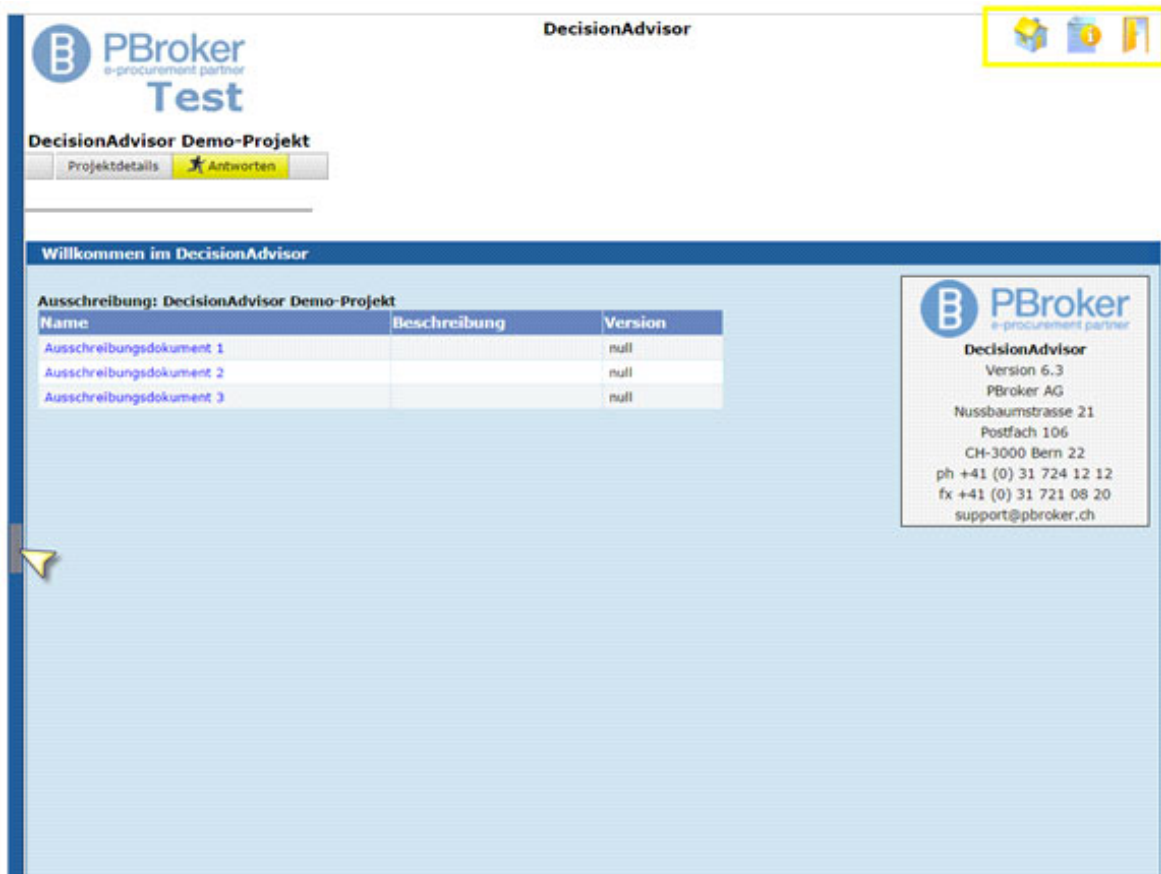 PBroker
e-procurement partner
Test
DecisionAdvisor
DecisionAdvisor Demo-Projekt
Projektdetails Antworten
Willkommen im DecisionAdvisor
Ausschreibung: DecisionAdvisor Demo-Projekt
Name Beschreibung Version
Ausschreibungsdokument 1 null
Ausschreibungsdokument 2 null
Ausschreibungsdokument 3 null
PBroker
e-procurement partner
DecisionAdvisor
Version 6.3
PBroker AG
Nussbaumstrasse 21
Postfach 106
CH-3000 Bern 22
ph +41 (0) 31 724 12 12
fx +41 (0) 31 721 08 20
support@pbroker.ch